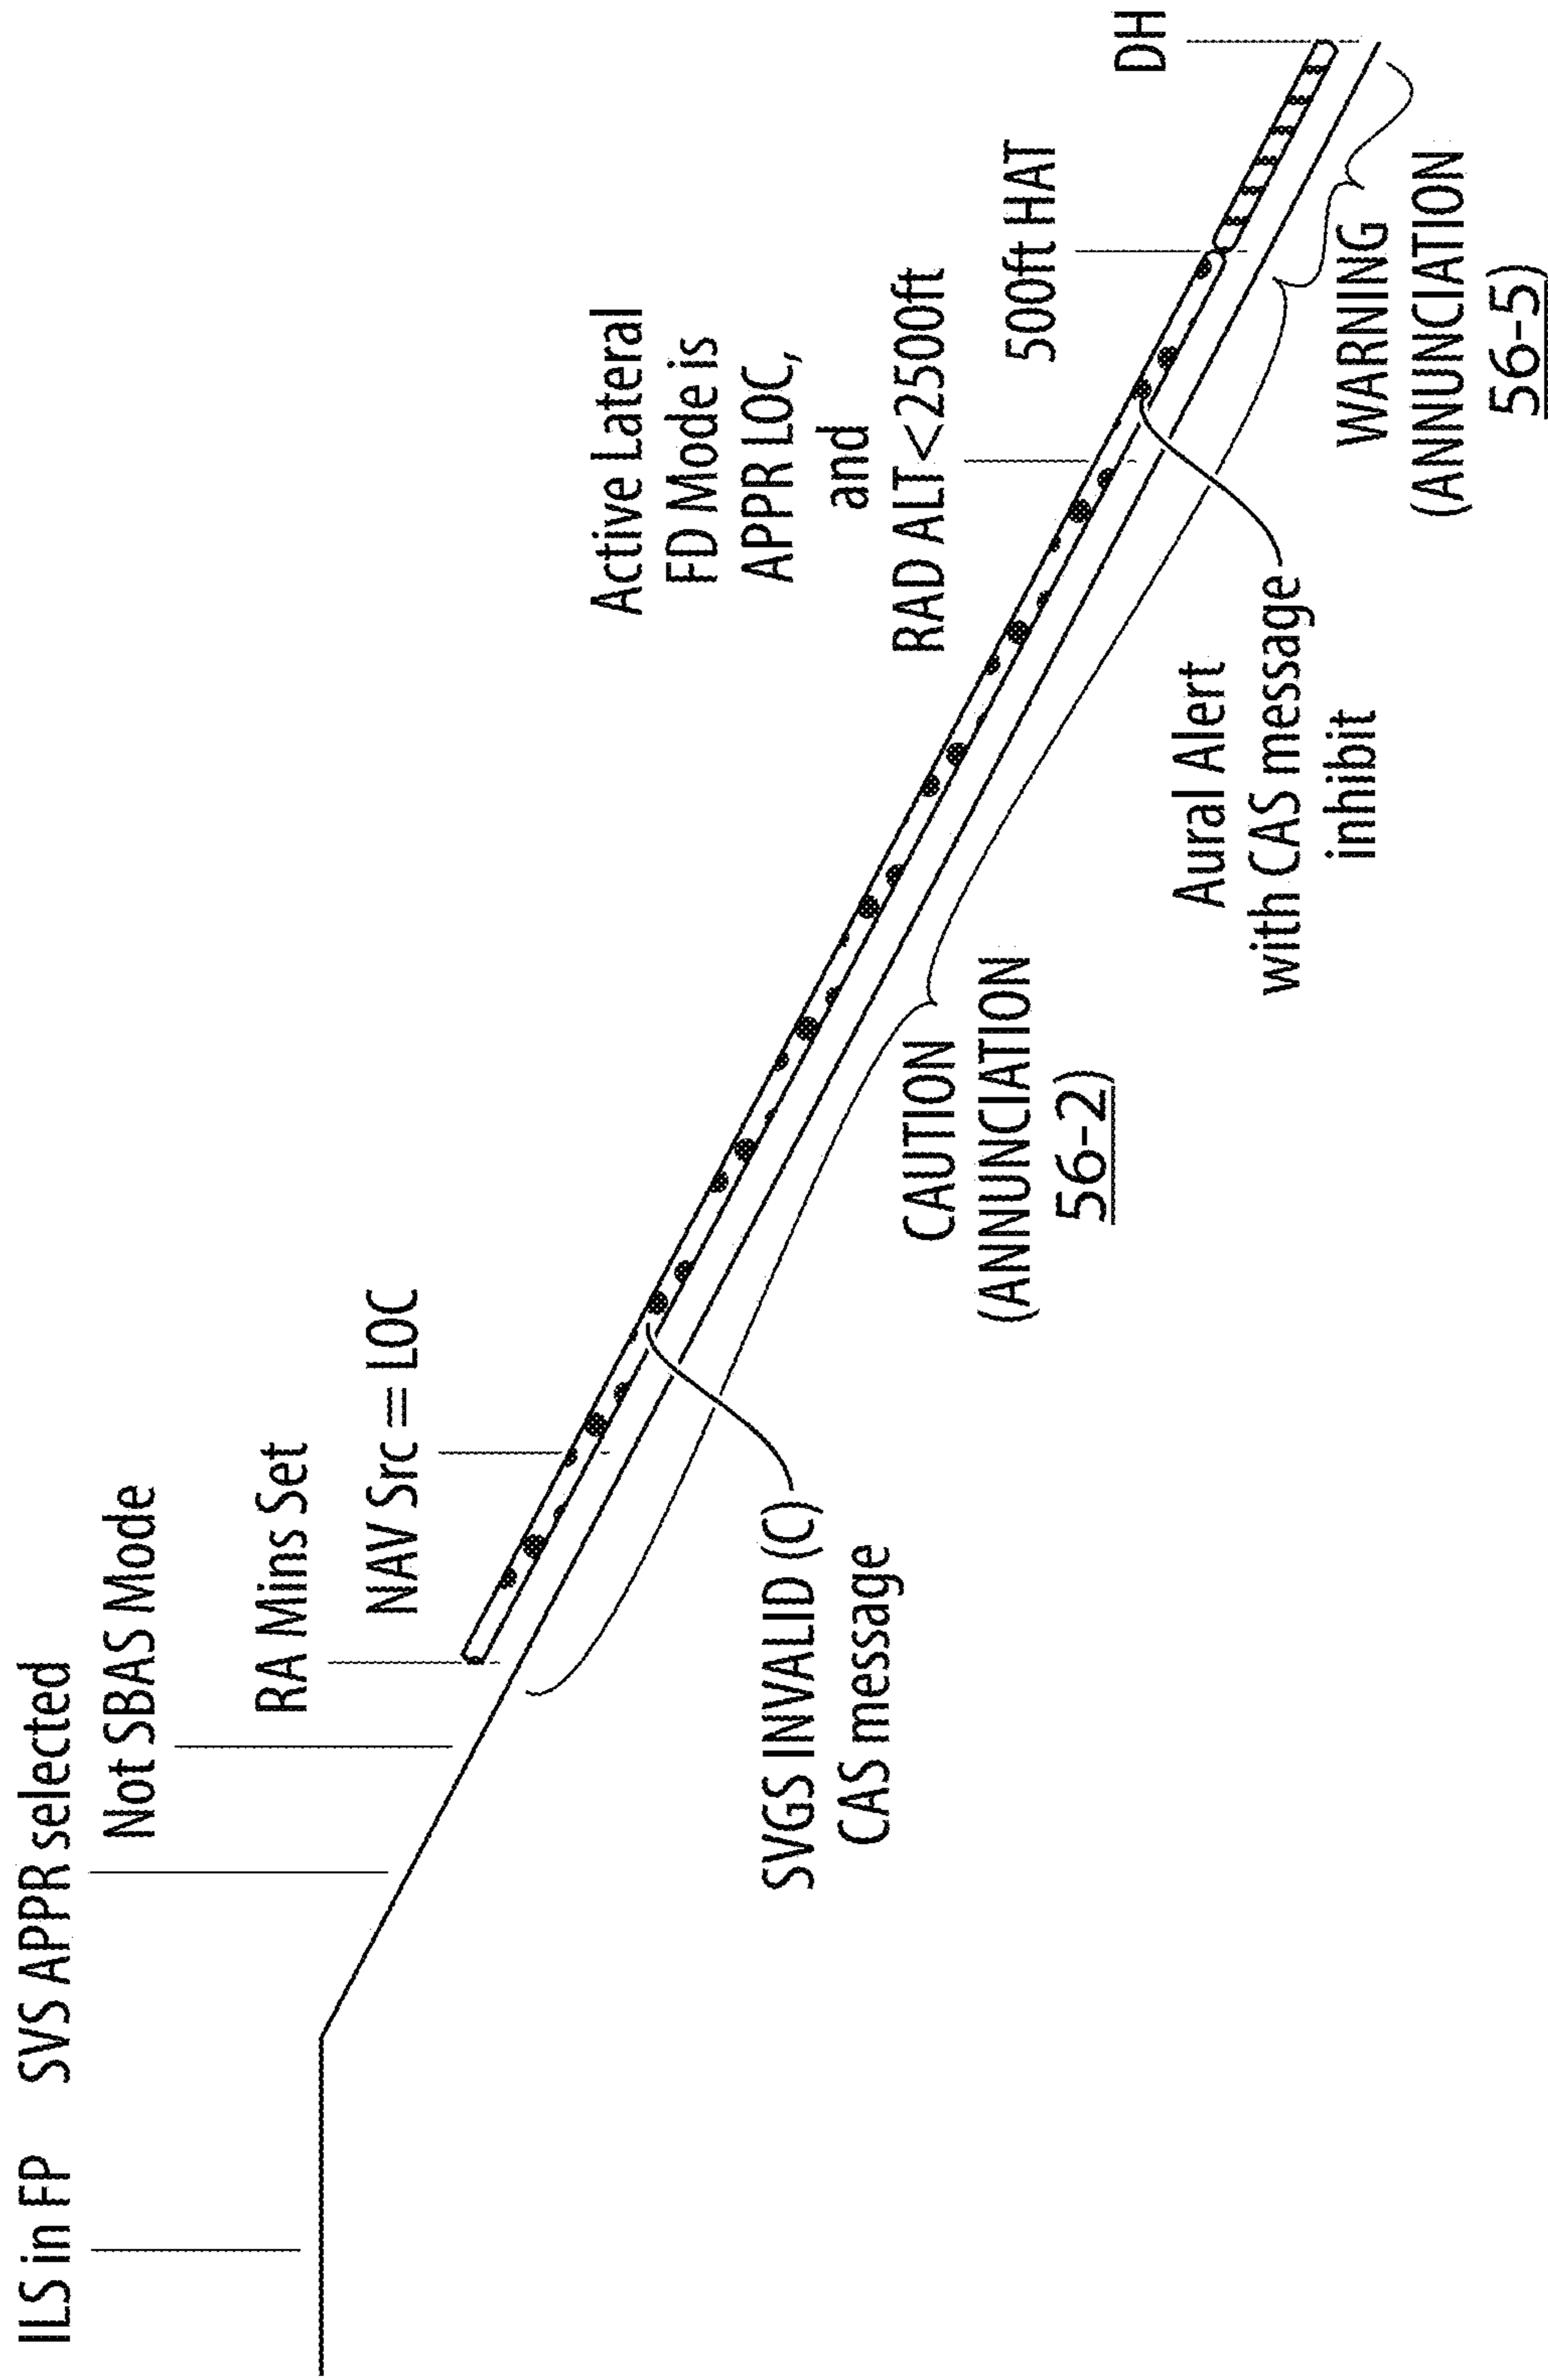 ILS in FP
SVS APPR selected
Not SBAS Mode
RA Mins Set
NAV Src = LOC
Active Lateral
FD Mode is
APPR LOC,
and
RAD ALT <2500ft
500ft HAT
DH
SVGS INVALID (C)
CAS message
CAUTION
(ANNUNCIATION
56-2)
Aural Alert
with CAS message
inhibit
WARNING
(ANNUNCIATION
56-5)